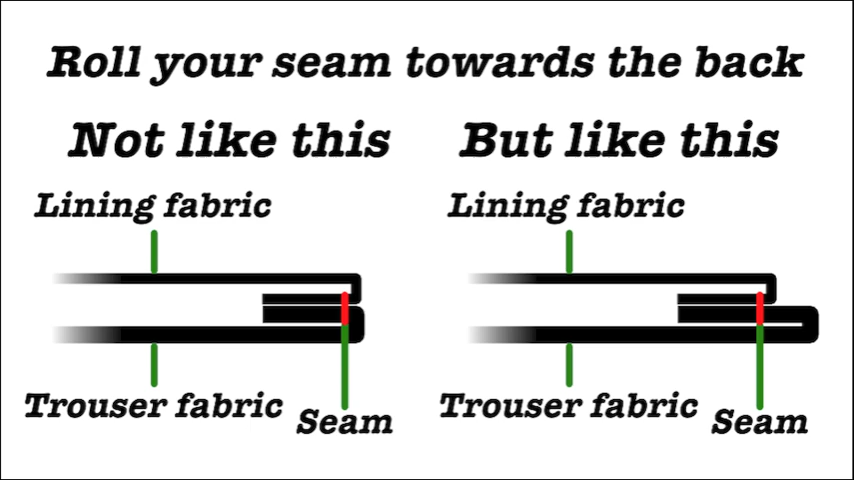 Roll your seam towards the back
Not like this
But like this
Lining fabric
Lining fabric
Trouser fabric
Seam
Trouser fabric
Seam